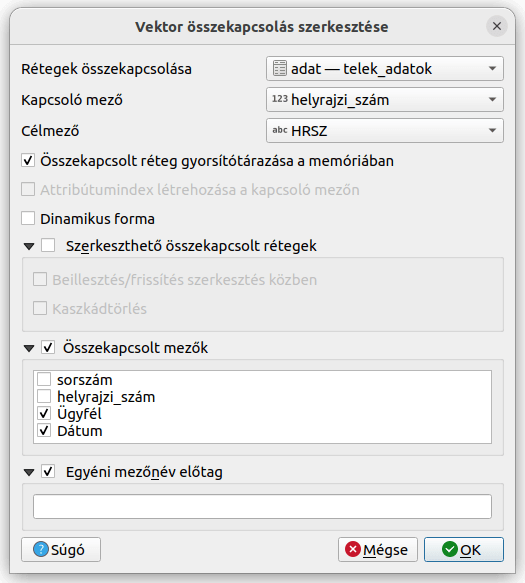 Vektor összekapcsolás szerkesztése
Rétegek összekapcsolása adat — telek_adatok
Kapcsoló mező 123 helyrajzi_szám
Célmező abc HRSZ
Összekapcsolt réteg gyorsítótárazása a memóriában
Attribútumindex létrehozása a kapcsoló mezőn
Dinamikus forma
Szerkeszthető összekapcsolt rétegek
Beillesztés/frissítés szerkesztés közben
Kaszkádtörlés
Összekapcsolt mezők
sorszám
helyrajzi_szám
Ügyfél
Dátum
Egyéni mezőnév előtag
Súgó Mégse OK